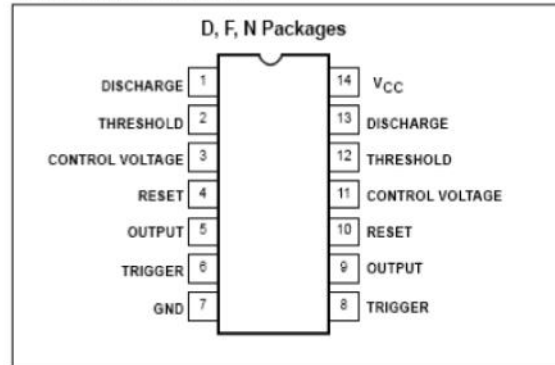 D, F, N Packages
DISCHARGE 1 14 VCC
THRESHOLD 2 13 DISCHARGE
CONTROL VOLTAGE 3 12 THRESHOLD
RESET 4 11 CONTROL VOLTAGE
OUTPUT 5 10 RESET
TRIGGER 6 9 OUTPUT
GND 7 8 TRIGGER